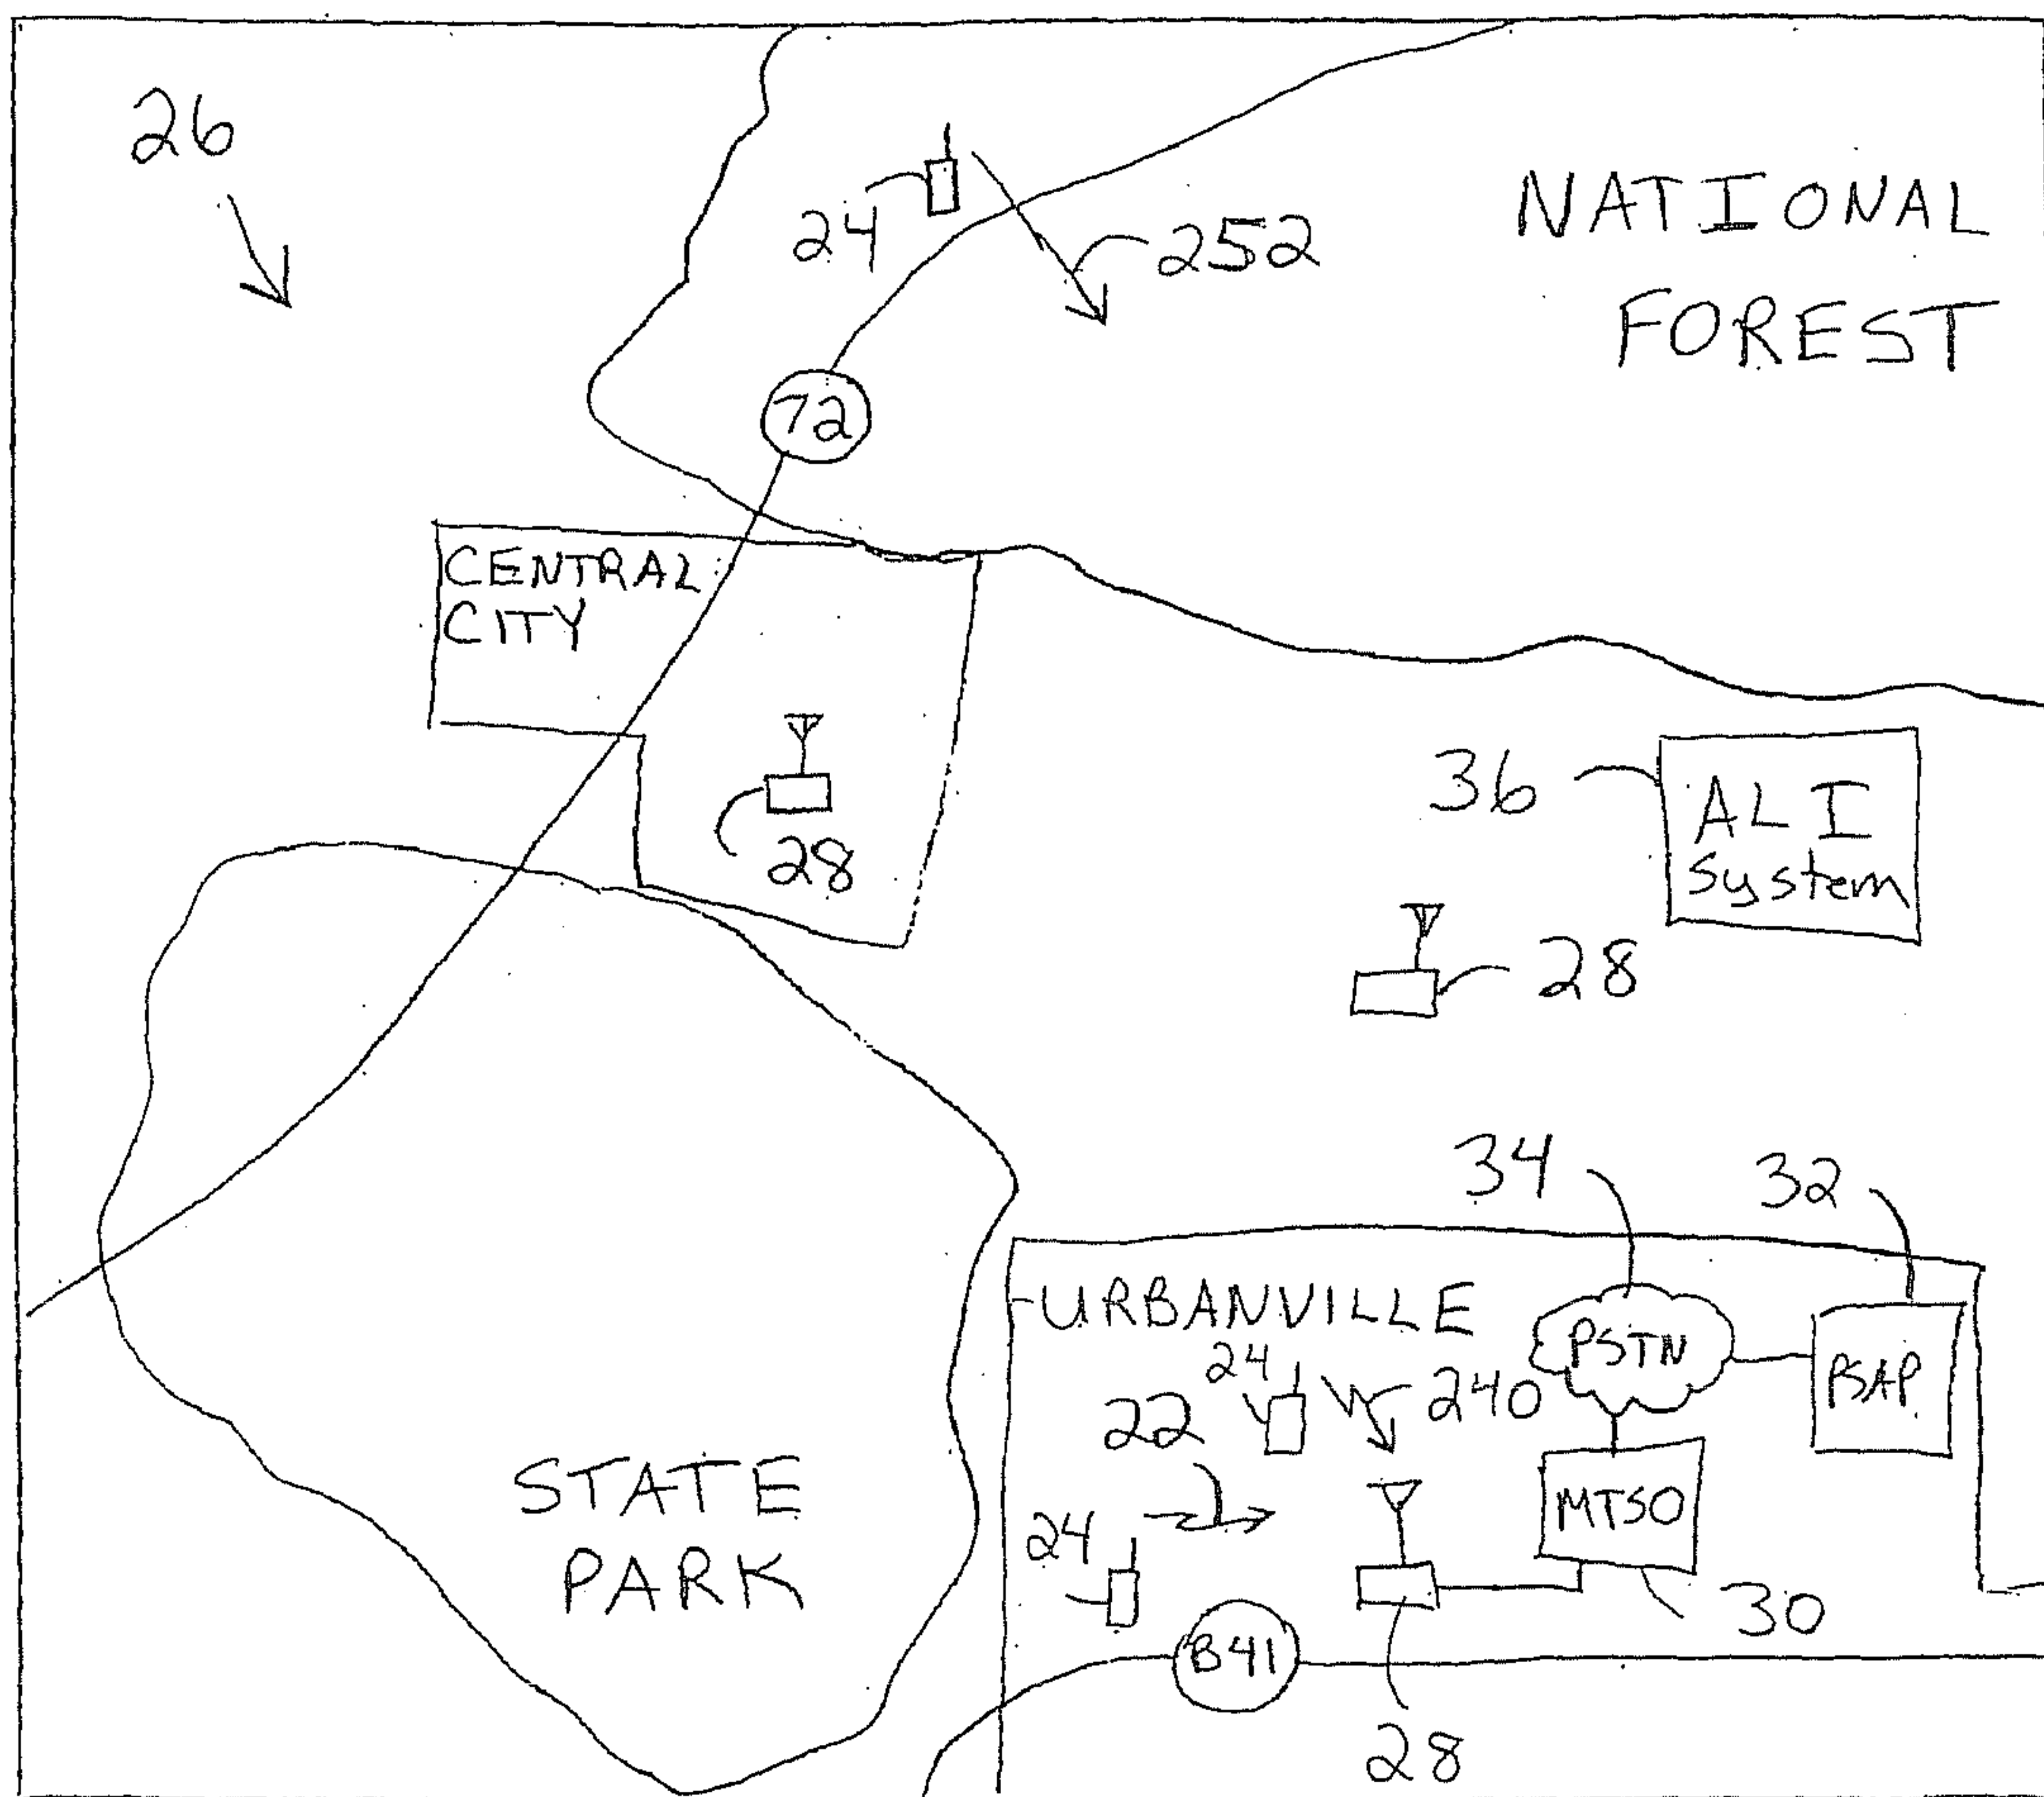 26
24
252
NATIONAL
FOREST
72
CENTRAL
CITY
28
36
ALI
System
28
34
32
URBANVILLE
PSTN
PSAP
24
240
22
MTSO
24
30
B41
28
STATE
PARK